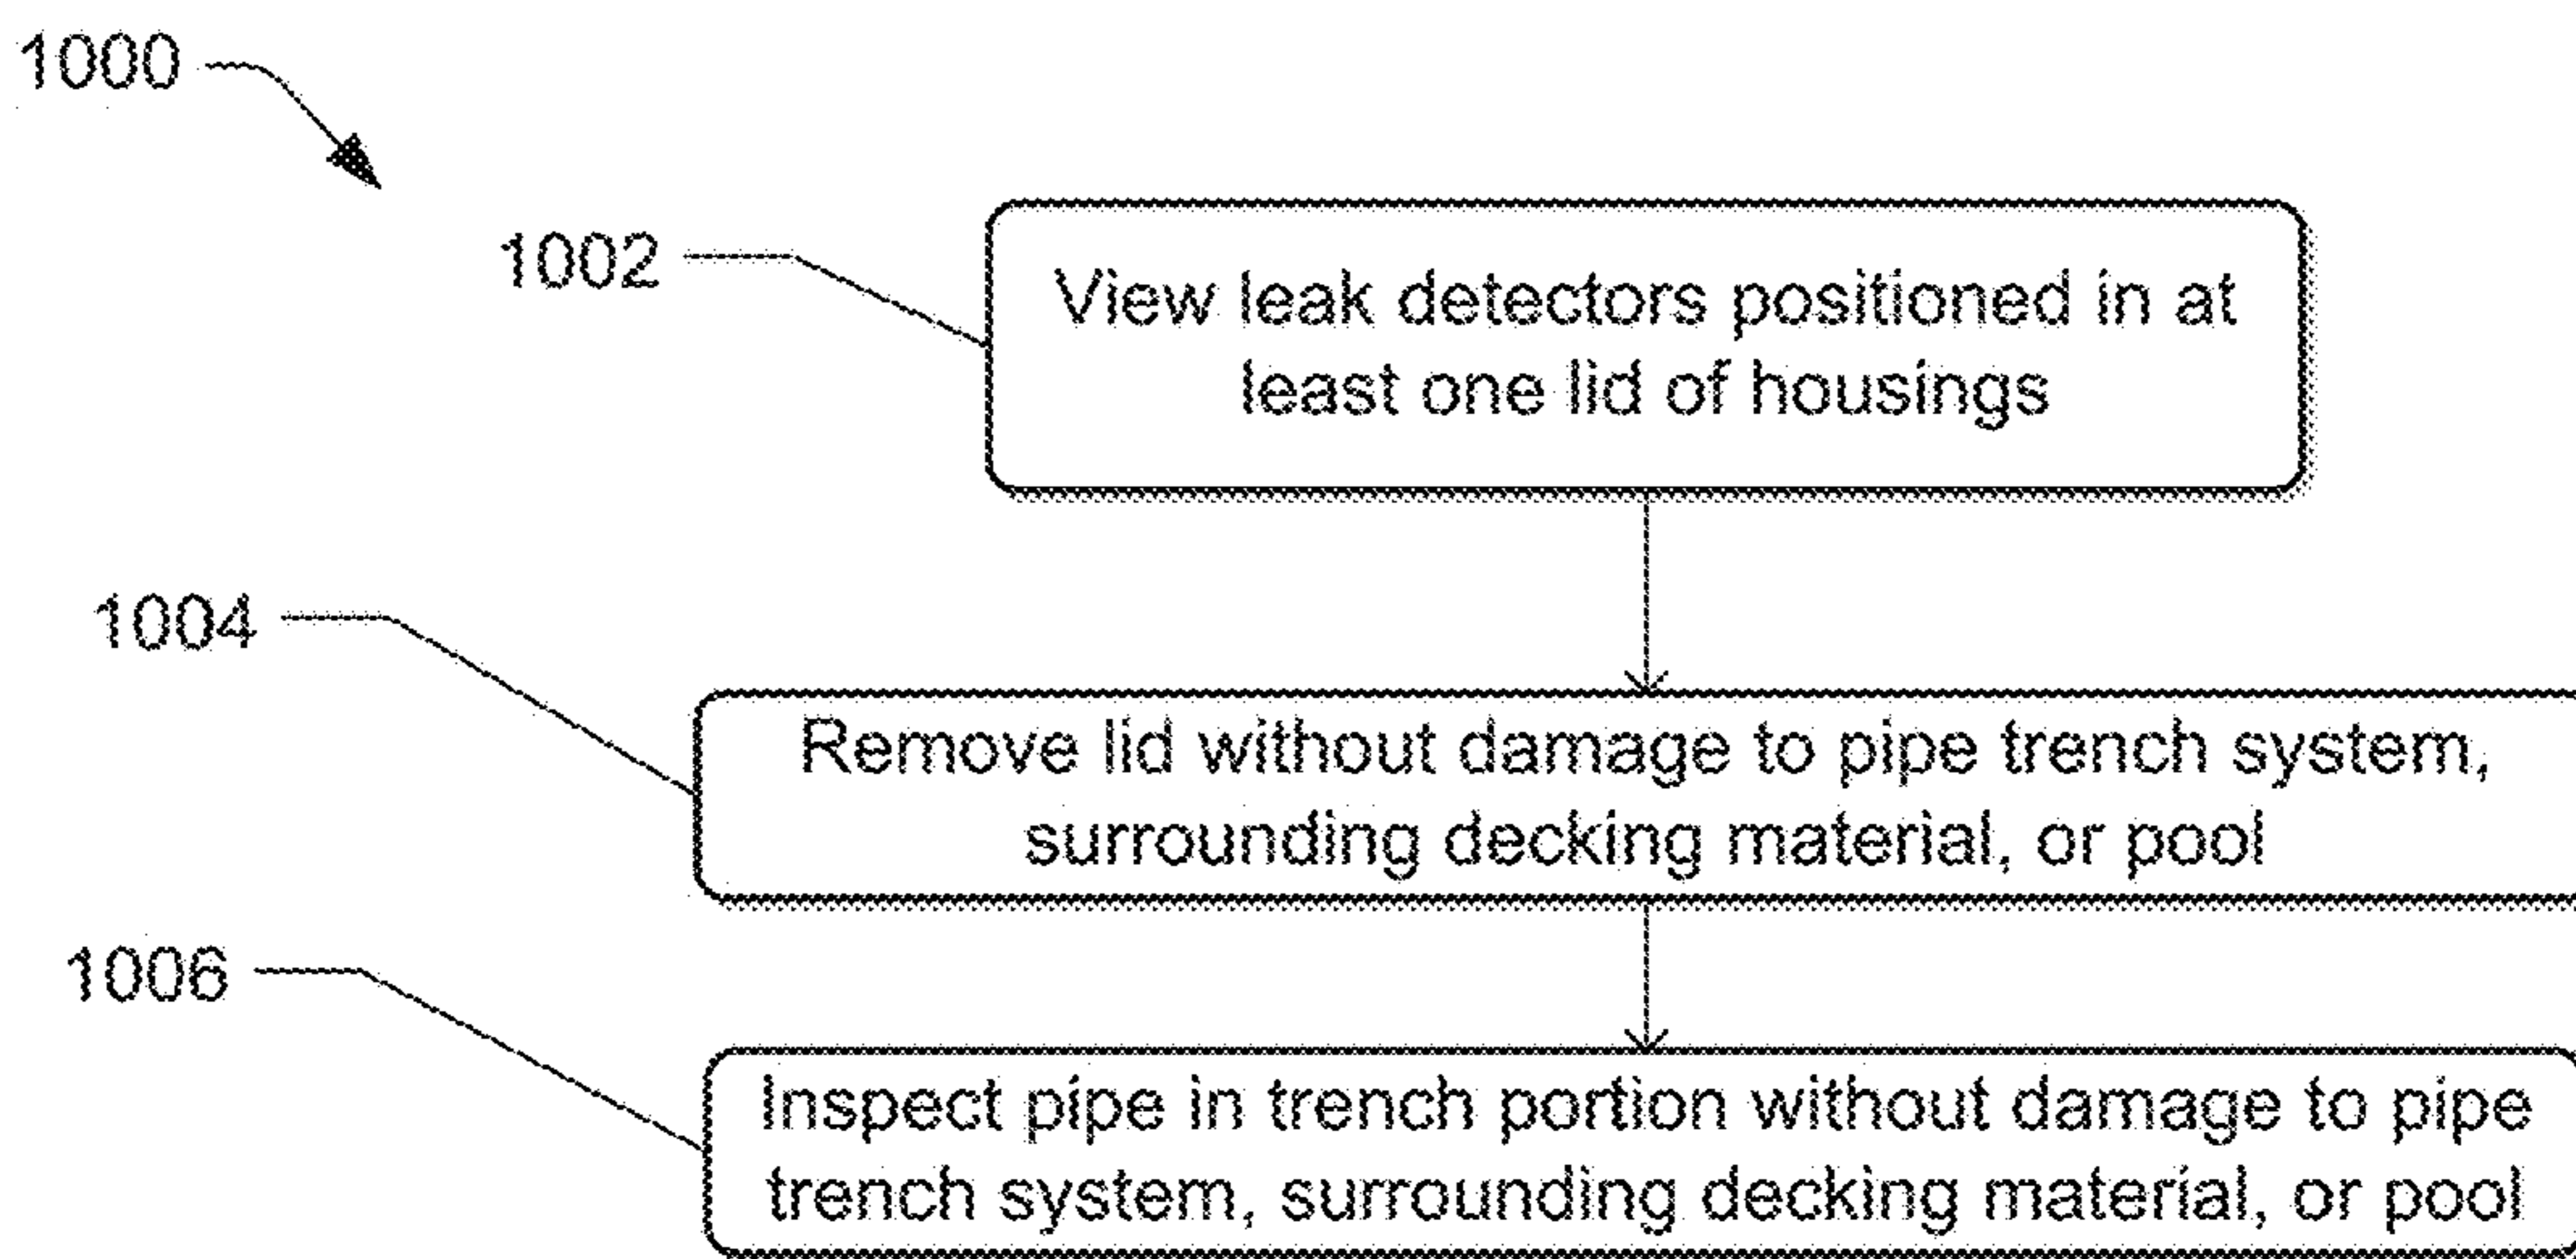 1000
1002
View leak detectors positioned in at
least one lid of housings
1004
Remove lid without damage to pipe trench system,
surrounding decking material, or pool
1006
Inspect pipe in trench portion without damage to pipe
trench system, surrounding decking material, or pool